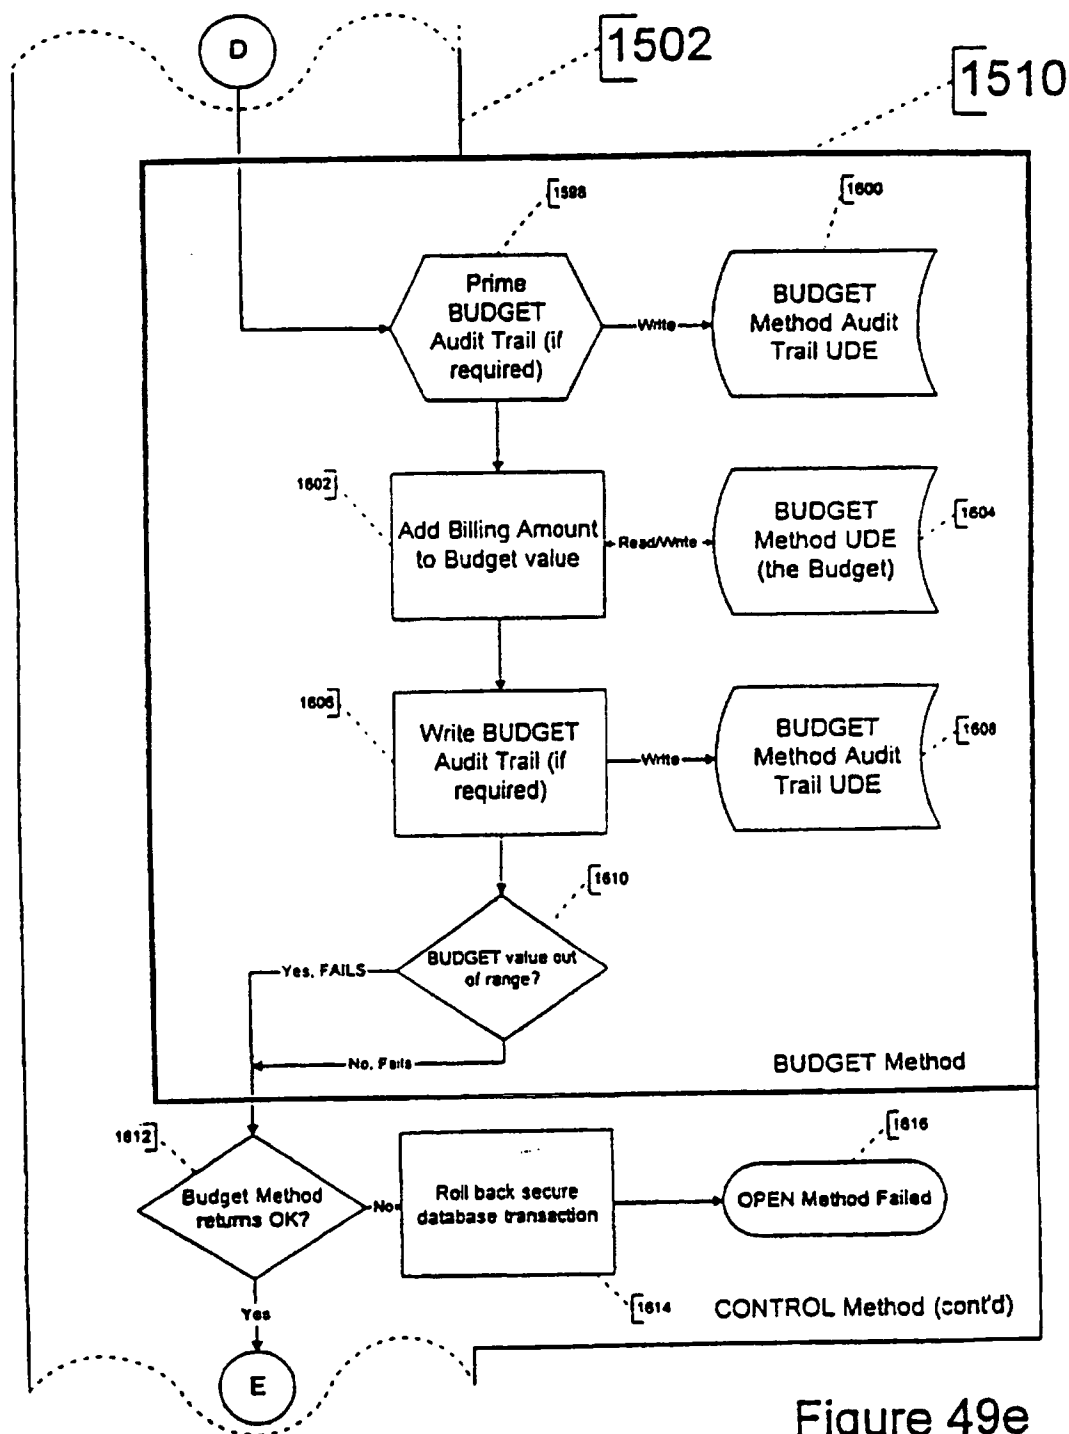 D
1502
1510
1598
1600
Prime
BUDGET
Audit Trail (if
required)
Write
BUDGET
Method Audit
Trail UDE
1602
Add Billing Amount
to Budget value
Read/Write
BUDGET
Method UDE
(the Budget)
1604
1606
Write BUDGET
Audit Trail (if
required)
Write
BUDGET
Method Audit
Trail UDE
1608
1610
BUDGET value out
of range?
Yes, FAILS
No, Fails
BUDGET Method
1612
Budget Method
returns OK?
No
Roll back secure
database transaction
1616
OPEN Method Failed
1614
CONTROL Method (cont'd)
Yes
E
Figure 49e